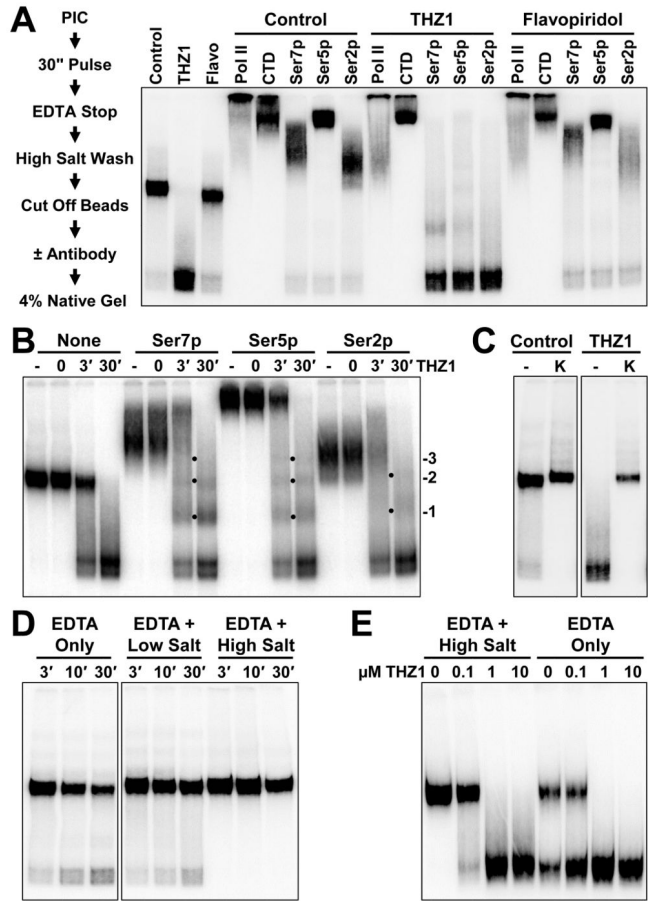 A
PIC
30" Pulse
EDTA Stop
High Salt Wash
Cut Off Beads
± Antibody
4% Native Gel
Control THZ1 Flavopiridol
Control THZ1 Flavo Pol II CTD Ser7p Ser5p Ser2p Pol II CTD Ser7p Ser5p Ser2p Pol II CTD Ser7p Ser5p Ser2p
B
None Ser7p Ser5p Ser2p
- 0 3′ 30′ - 0 3′ 30′ - 0 3′ 30′ - 0 3′ 30′ THZ1
-3
-2
-1
C
Control THZ1
- K - K
D
EDTA Only EDTA + Low Salt EDTA + High Salt
3′ 10′ 30′ 3′ 10′ 30′ 3′ 10′ 30′
E
EDTA + High Salt EDTA Only
µM THZ1 0 0.1 1 10 0 0.1 1 10